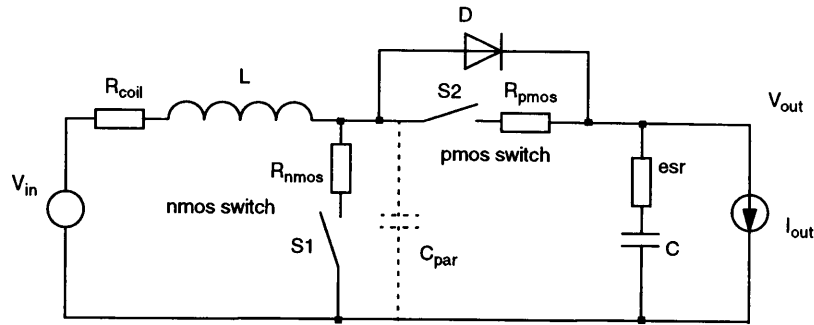 D
R_coil
L
S2
R_pmos
V_out
pmos switch
V_in
R_nmos
nmos switch
esr
S1
C_par
C
I_out